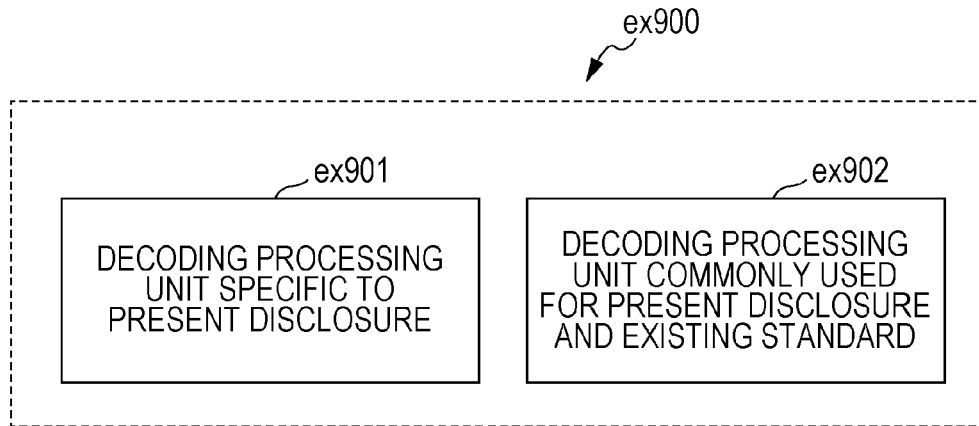 ex900
ex901
DECODING PROCESSING
UNIT SPECIFIC TO
PRESENT DISCLOSURE
ex902
DECODING PROCESSING
UNIT COMMONLY USED
FOR PRESENT DISCLOSURE
AND EXISTING STANDARD